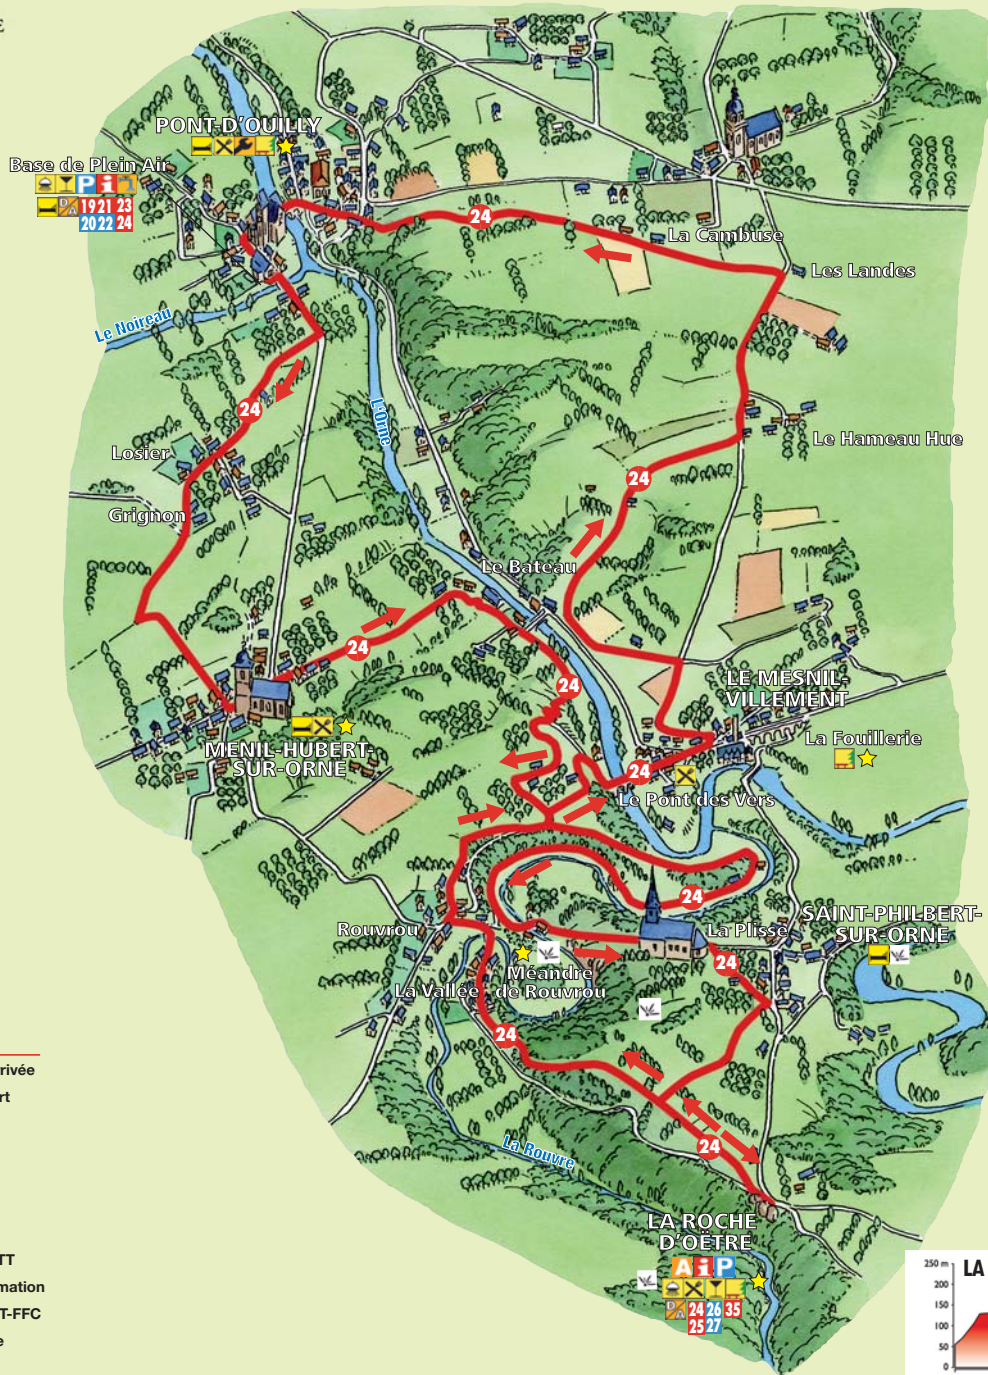 E
PONT-D'OUILLY
Base de Plein Air
P i
D/A 19 21 23
20 22 24
24
La Cambuse
Les Landes
Le Noireau
L'Orne
24
Losier
Le Hameau Hue
24
Grignon
Le Bateau
24
24
LE MESNIL-
VILLEMENT
MENIL-HUBERT-
SUR-ORNE
La Fouillerie
24
Le Pont des Vers
24
Rouvrou
La Plisse
SAINT-PHILBERT-
SUR-ORNE
24
Méandre
de Rouvrou
La Vallée
24
24
La Rouvre
LA ROCHE
D'OËTRE
A i P
D/A 24 26 35
25 27
rivée
rt
TT
mation
T-FFC
e
LA
250 m
200
150
100
50
0